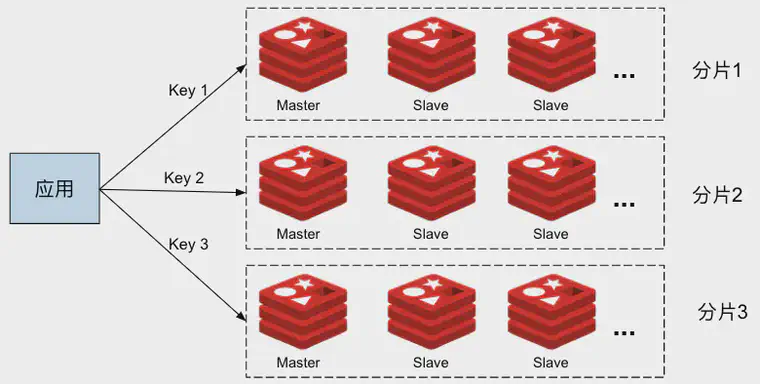 Master Slave Slave ... 分片1
Key 1
应用
Key 2
Master Slave Slave ... 分片2
Key 3
Master Slave Slave ... 分片3